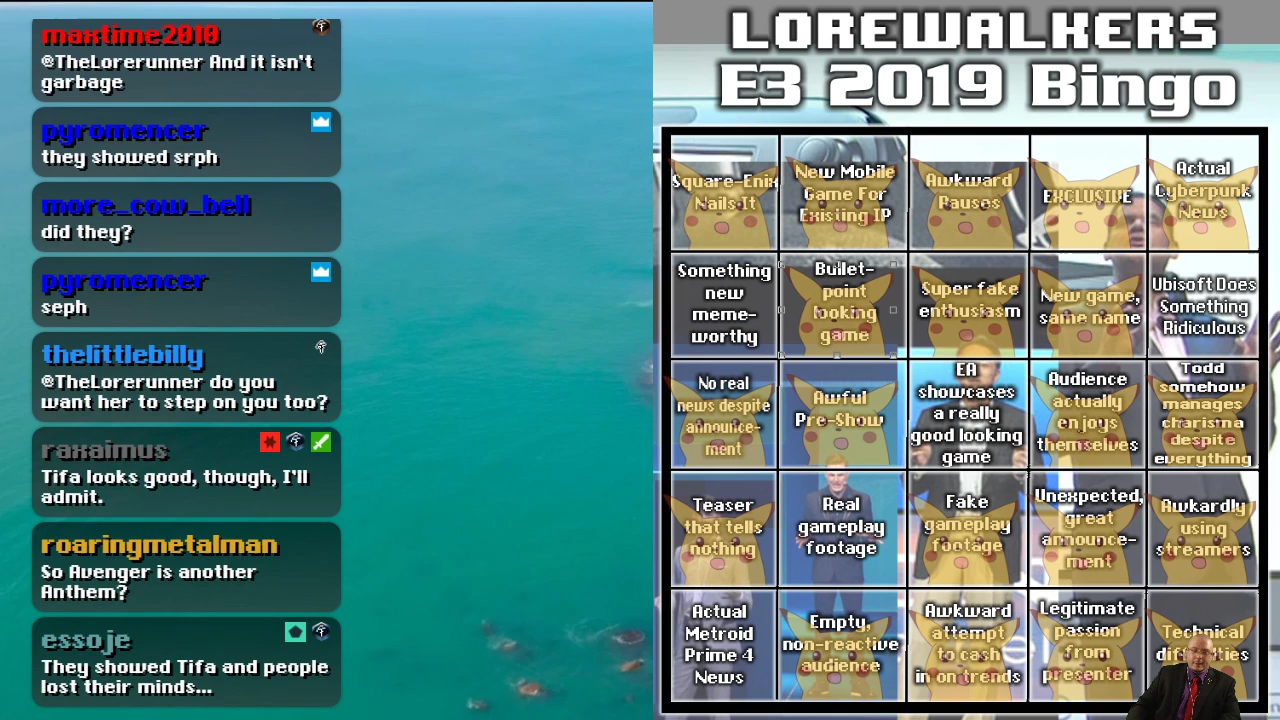 maxtime2010
@TheLorerunner And it isn't
garbage
pyromencer
they showed srph
more_cow_bell
did they?
pyromencer
seph
thelittlebilly
@TheLorerunner do you
want her to step on you too?
raxaimus
Tifa looks good, though, I'll
admit.
roaringmetalman
So Avenger is another
Anthem?
essoje
They showed Tifa and people
lost their minds...
LOREWALKERS
E3 2019 Bingo
Square-Enix
Nails It
New Mobile
Game For
Existing IP
Awkward
Pauses
EXCLUSIVE
Actual
Cyberpunk
News
Something
new
meme-
worthy
Bullet-
point
looking
game
Super fake
enthusiasm
New game,
same name
Ubisoft Does
Something
Ridiculous
No real
news despite
announce-
ment
Awful
Pre-Show
EA
showcases
a really
good looking
game
Audience
actually
enjoys
themselves
Todd
somehow
manages
charisma
despite
everything
Teaser
that tells
nothing
Real
gameplay
footage
Fake
gameplay
footage
Unexpected,
great
announce-
ment
Awkardly
using
streamers
Actual
Metroid
Prime 4
News
Empty,
non-reactive
audience
Awkward
attempt
to cash
in on trends
Legitimate
passion
from
presenter
Technical